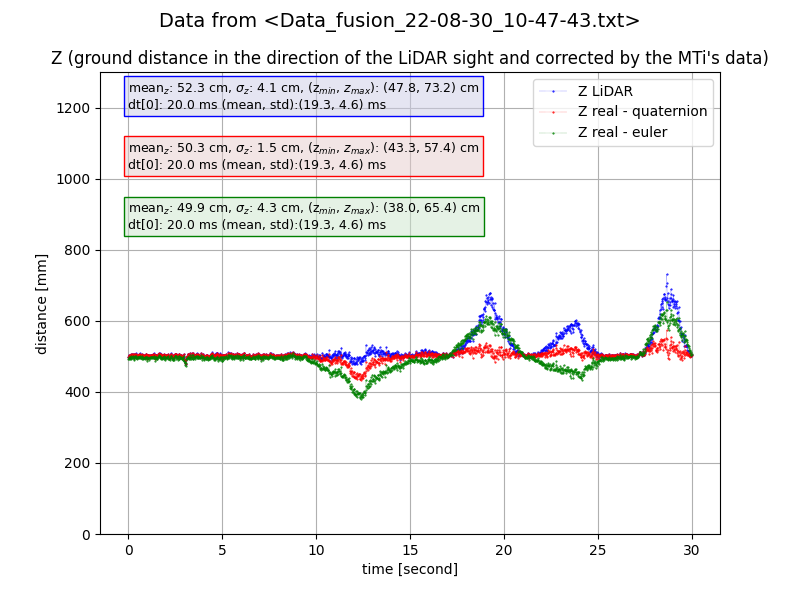 Data from <Data_fusion_22-08-30_10-47-43.txt>
Z (ground distance in the direction of the LiDAR sight and corrected by the MTi's data)
mean_z: 52.3 cm, σ_z: 4.1 cm, (z_min, z_max): (47.8, 73.2) cm
dt[0]: 20.0 ms (mean, std):(19.3, 4.6) ms
mean_z: 50.3 cm, σ_z: 1.5 cm, (z_min, z_max): (43.3, 57.4) cm
dt[0]: 20.0 ms (mean, std):(19.3, 4.6) ms
mean_z: 49.9 cm, σ_z: 4.3 cm, (z_min, z_max): (38.0, 65.4) cm
dt[0]: 20.0 ms (mean, std):(19.3, 4.6) ms
Z LiDAR
Z real - quaternion
Z real - euler
distance [mm]
1200
1000
800
600
400
200
0
0 5 10 15 20 25 30
time [second]